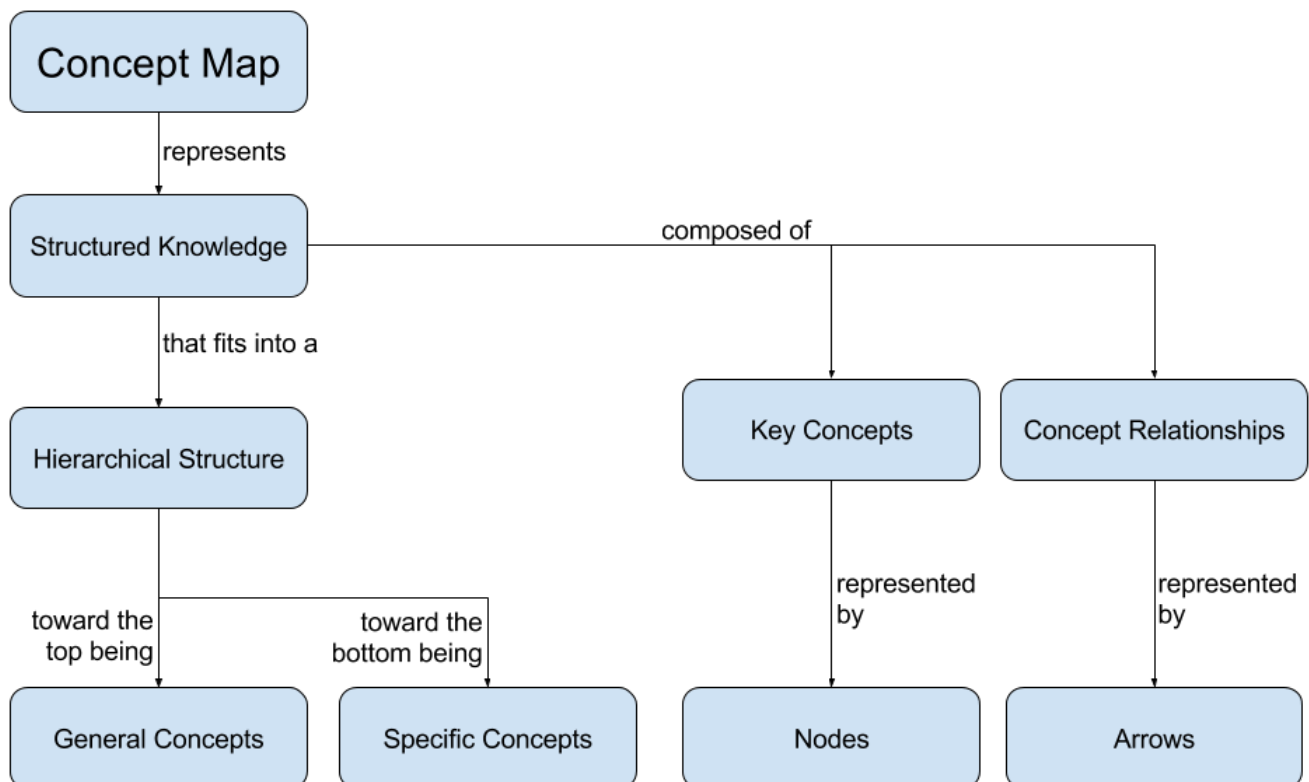 Concept Map
represents
Structured Knowledge
composed of
that fits into a
Key Concepts
Concept Relationships
Hierarchical Structure
represented
by
represented
by
toward the
top being
toward the
bottom being
General Concepts
Specific Concepts
Nodes
Arrows